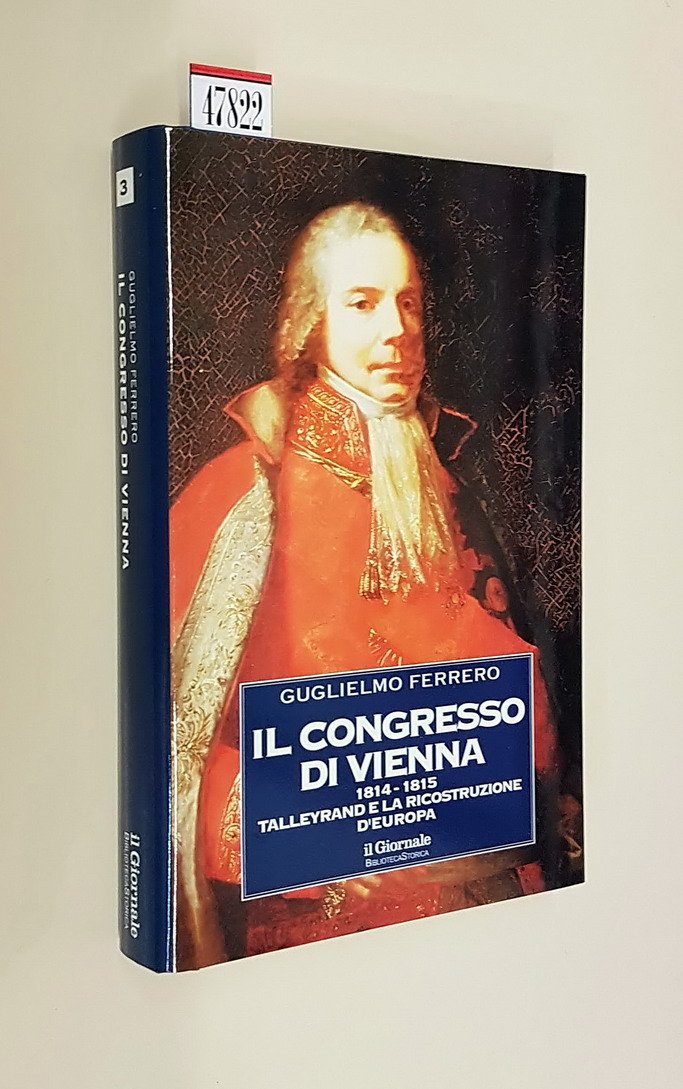 47822
3
GUGLIELMO FERRERO
IL CONGRESSO DI VIENNA
il Giornale
BIBLIOTECASTORICA
GUGLIELMO FERRERO
IL CONGRESSO
DI VIENNA
1814-1815
TALLEYRAND E LA RICOSTRUZIONE
D'EUROPA
il Giornale
BIBLIOTECASTORICA